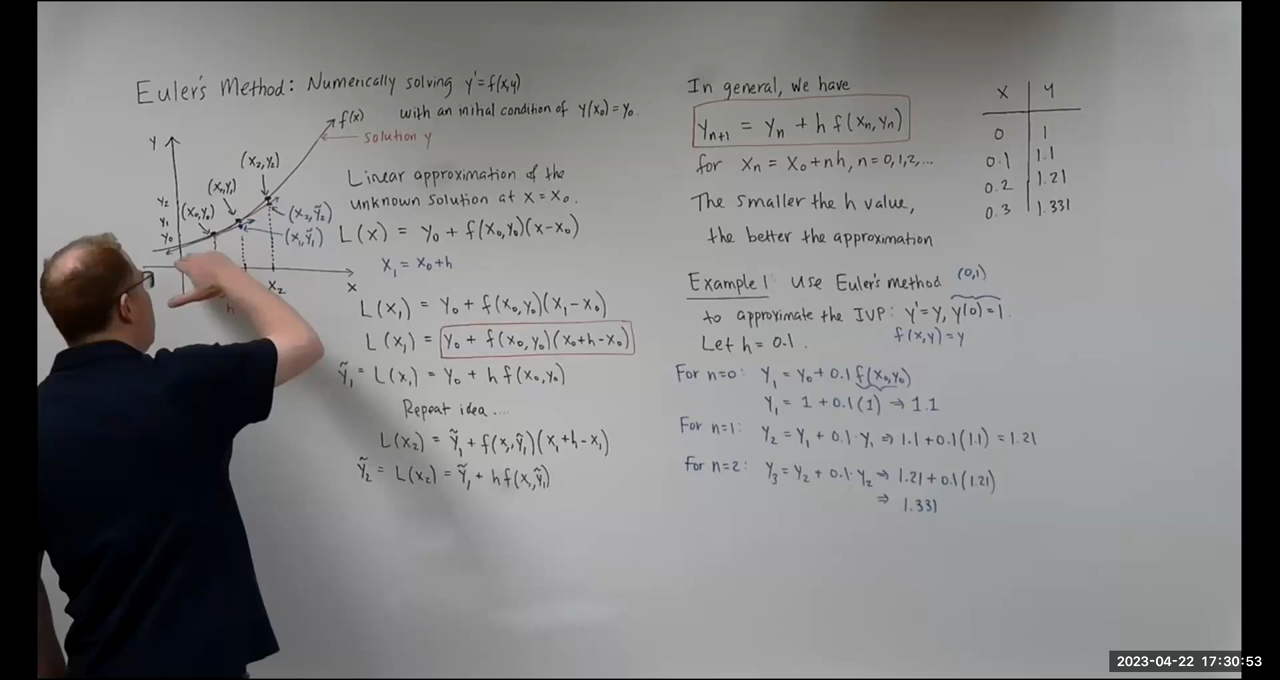 Euler's Method: Numerically solving y'=f(x,y)
with an initial condition of y(x₀)=y₀.
f(x)
solution y
Y
(x₂,y₂)
(x₁,y₁)
(x₀,y₀)
y₂
y₁
y₀
(x₂,ỹ₂)
(x₁,ỹ₁)
h
x₂
x
Linear approximation of the
unknown solution at x=x₀.
L(x) = y₀ + f(x₀,y₀)(x-x₀)
x₁ = x₀+h
L(x₁) = y₀ + f(x₀,y₀)(x₁-x₀)
L(x₁) = y₀ + f(x₀,y₀)(x₀+h-x₀)
ỹ₁ = L(x₁) = y₀ + h f(x₀,y₀)
Repeat idea....
L(x₂) = ỹ₁ + f(x₁,ỹ₁)(x₁+h-x₁)
ỹ₂ = L(x₂) = ỹ₁ + hf(x₁,ỹ₁)
In general, we have
yₙ₊₁ = yₙ + h f(xₙ,yₙ)
for xₙ = x₀+nh, n=0,1,2,...
The smaller the h value,
the better the approximation
Example 1 Use Euler's method (0,1)
to approximate the IVP: y'=y, y(0)=1.
Let h=0.1. f(x,y)=y
For n=0: y₁ = y₀+0.1f(x₀,y₀)
y₁ = 1 + 0.1(1) → 1.1
For n=1: y₂ = y₁ + 0.1·y₁ ⇒ 1.1+0.1(1.1) = 1.21
For n=2: y₃ = y₂ + 0.1·y₂ ⇒ 1.21+0.1(1.21)
⇒ 1.331
x y
0 1
0.1 1.1
0.2 1.21
0.3 1.331
2023-04-22 17:30:53